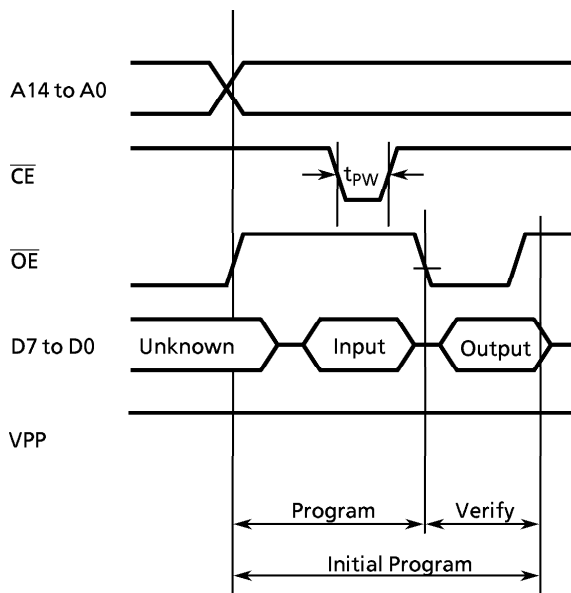 A14 to A0
CE
tPW
OE
D7 to D0
Unknown
Input
Output
VPP
Program
Verify
Initial Program